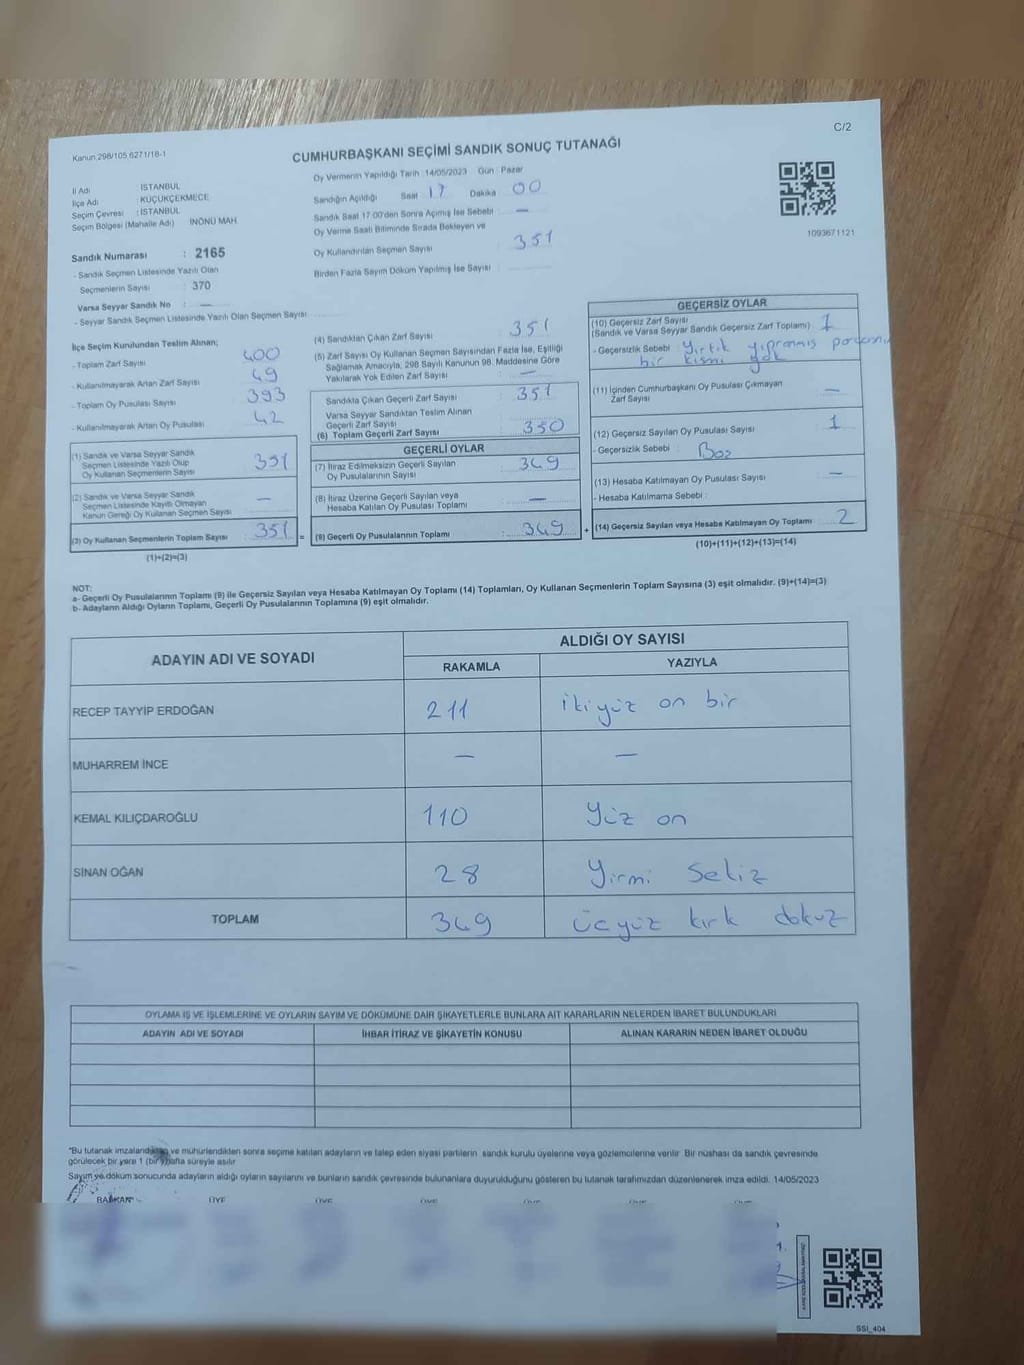 C/2
Kanun 298/105 6271/18-1
CUMHURBAŞKANI SEÇİMİ SANDIK SONUÇ TUTANAĞI
İl Adı İSTANBUL
İlçe Adı KÜÇÜKÇEKMECE
Seçim Çevresi : İSTANBUL
Seçim Bölgesi (Mahalle Adı) İNÖNÜ MAH
Sandık Numarası : 2165
- Sandık Seçmen Listesinde Yazılı Olan
Seçmenlerin Sayısı : 370
Varsa Seyyar Sandık No : —
- Seyyar Sandık Seçmen Listesinde Yazılı Olan Seçmen Sayısı
Oy Vermenin Yapıldığı Tarih : 14/05/2023 Gün : Pazar
Sandığın Açıldığı Saat 17 Dakika 00
Sandık Saat 17:00'den Sonra Açılmış İse Sebebi : —
Oy Verme Saati Bitiminde Sırada Bekleyen ve
Oy Kullandırılan Seçmen Sayısı : 351
Birden Fazla Sayım Döküm Yapılmış İse Sayısı :
1093671121
İlçe Seçim Kurulundan Teslim Alınan;
- Toplam Zarf Sayısı : 400
- Kullanılmayarak Artan Zarf Sayısı : 49
- Toplam Oy Pusulası Sayısı : 393
- Kullanılmayarak Artan Oy Pusulası : 42
(1) Sandık ve Varsa Seyyar Sandık
Seçmen Listesinde Yazılı Olup
Oy Kullanan Seçmenlerin Sayısı : 351
(2) Sandık ve Varsa Seyyar Sandık
Seçmen Listesinde Kayıtlı Olmayan
Kanun Gereği Oy Kullanan Seçmen Sayısı : —
(3) Oy Kullanan Seçmenlerin Toplam Sayısı : 351 =
(1)+(2)=(3)
(4) Sandıktan Çıkan Zarf Sayısı : 351
(5) Zarf Sayısı Oy Kullanan Seçmen Sayısından Fazla İse, Eşitliği
Sağlamak Amacıyla, 298 Sayılı Kanunun 98. Maddesine Göre
Yakılarak Yok Edilen Zarf Sayısı : —
Sandıkta Çıkan Geçerli Zarf Sayısı : 351
Varsa Seyyar Sandıktan Teslim Alınan
Geçerli Zarf Sayısı
(6) Toplam Geçerli Zarf Sayısı : 350
GEÇERLİ OYLAR
(7) İtiraz Edilmeksizin Geçerli Sayılan
Oy Pusulalarının Sayısı : 349
(8) İtiraz Üzerine Geçerli Sayılan veya
Hesaba Katılan Oy Pusulası Toplamı : —
(9) Geçerli Oy Pusulalarının Toplamı : 349 +
GEÇERSİZ OYLAR
(10) Geçersiz Zarf Sayısı
(Sandık ve Varsa Seyyar Sandık Geçersiz Zarf Toplamı) : 1
- Geçersizlik Sebebi : Yırtık yıpranmış
bir kısmı yok
(11) İçinden Cumhurbaşkanı Oy Pusulası Çıkmayan
Zarf Sayısı : —
(12) Geçersiz Sayılan Oy Pusulası Sayısı : 1
- Geçersizlik Sebebi : Boş
(13) Hesaba Katılmayan Oy Pusulası Sayısı : —
- Hesaba Katılmama Sebebi :
(14) Geçersiz Sayılan veya Hesaba Katılmayan Oy Toplamı : 2
(10)+(11)+(12)+(13)=(14)
NOT:
a- Geçerli Oy Pusulalarının Toplamı (9) ile Geçersiz Sayılan veya Hesaba Katılmayan Oy Toplamı (14) Toplamları, Oy Kullanan Seçmenlerin Toplam Sayısına (3) eşit olmalıdır. (9)+(14)=(3)
b- Adayların Aldığı Oyların Toplamı, Geçerli Oy Pusulalarının Toplamına (9) eşit olmalıdır.
ADAYIN ADI VE SOYADI
ALDIĞI OY SAYISI
RAKAMLA YAZIYLA
RECEP TAYYİP ERDOĞAN 211 ikiyüz on bir
MUHARREM İNCE — —
KEMAL KILIÇDAROĞLU 110 Yüz on
SİNAN OĞAN 28 Yirmi Sekiz
TOPLAM 349 Üçyüz kırk dokuz
OYLAMA İŞ VE İŞLEMLERİNE VE OYLARIN SAYIM VE DÖKÜMÜNE DAİR ŞİKAYETLERLE BUNLARA AİT KARARLARIN NELERDEN İBARET BULUNDUKLARI
ADAYIN ADI VE SOYADI İHBAR İTİRAZ VE ŞİKAYETİN KONUSU ALINAN KARARIN NEDEN İBARET OLDUĞU
"Bu tutanak imzalandıktan ve mühürlendikten sonra seçime katılan adayların ve talep eden siyasi partilerin sandık kurulu üyelerine veya gözlemcilerine verilir. Bir nüshası da sandık çevresinde
görülecek bir yere 1 (bir) hafta süreyle asılır
Sayım ve döküm sonucunda adayların aldığı oyların sayılarını ve bunların sandık çevresinde bulunanlara duyurulduğunu gösteren bu tutanak tarafımızdan düzenlenerek imza edildi. 14/05/2023
BAŞKAN ÜYE ÜYE ÜYE ÜYE ÜYE
SSI_404